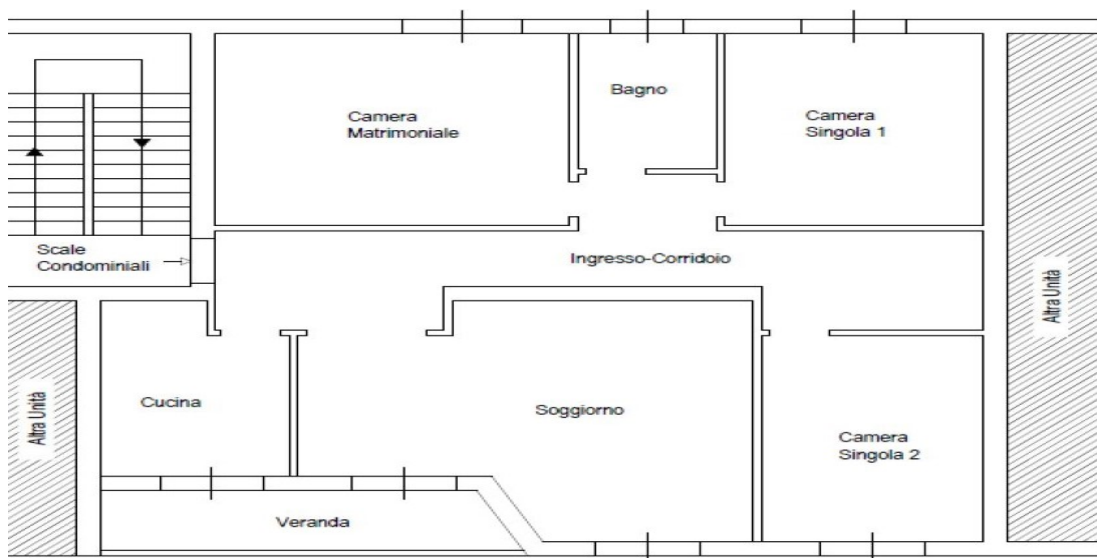 Camera
Matrimoniale
Bagno
Camera
Singola 1
Scale
Condominiali
Ingresso-Corridoio
Altra Unità
Altra Unità
Cucina
Soggiorno
Camera
Singola 2
Veranda